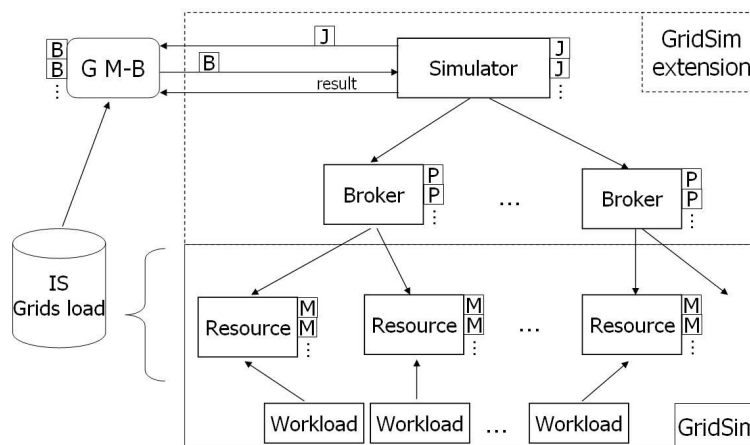 J
GridSim
extension
B
B
⋮
G M-B
B
Simulator
J
J
⋮
result
Broker
P
P
⋮
...
Broker
P
P
⋮
IS
Grids load
Resource
M
M
⋮
Resource
M
M
⋮
...
Resource
M
M
⋮
Workload
Workload
...
Workload
GridSim